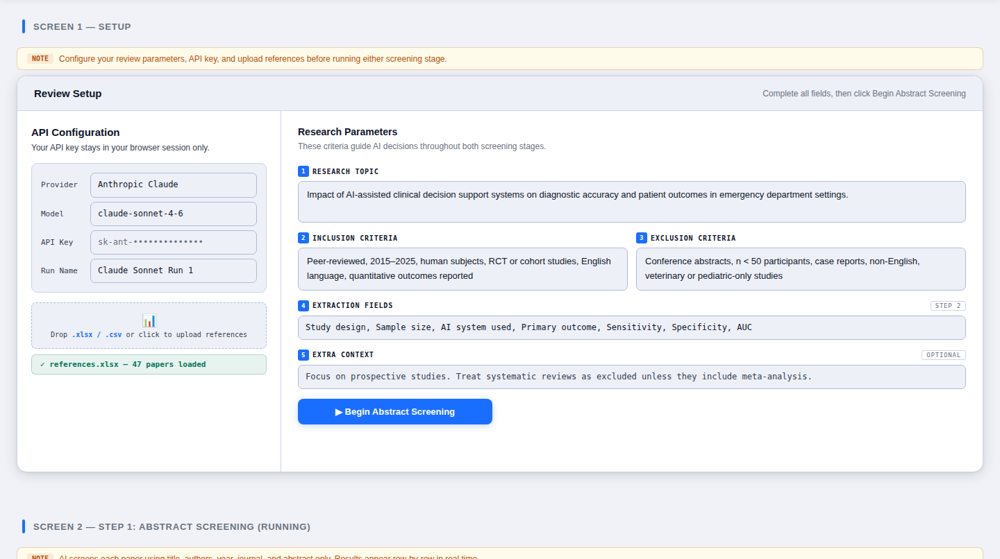 SCREEN 1 — SETUP
NOTE Configure your review parameters, API key, and upload references before running either screening stage.
Review Setup
Complete all fields, then click Begin Abstract Screening
API Configuration
Your API key stays in your browser session only.
Provider Anthropic Claude
Model claude-sonnet-4-6
API Key sk-ant-••••••••••••••
Run Name Claude Sonnet Run 1
Drop .xlsx / .csv or click to upload references
✓ references.xlsx — 47 papers loaded
Research Parameters
These criteria guide AI decisions throughout both screening stages.
1 RESEARCH TOPIC
Impact of AI-assisted clinical decision support systems on diagnostic accuracy and patient outcomes in emergency department settings.
2 INCLUSION CRITERIA
Peer-reviewed, 2015–2025, human subjects, RCT or cohort studies, English
language, quantitative outcomes reported
3 EXCLUSION CRITERIA
Conference abstracts, n < 50 participants, case reports, non-English,
veterinary or pediatric-only studies
4 EXTRACTION FIELDS
STEP 2
Study design, Sample size, AI system used, Primary outcome, Sensitivity, Specificity, AUC
5 EXTRA CONTEXT
OPTIONAL
Focus on prospective studies. Treat systematic reviews as excluded unless they include meta-analysis.
▶ Begin Abstract Screening
SCREEN 2 — STEP 1: ABSTRACT SCREENING (RUNNING)
NOTE AI screens each paper using title, authors, year, journal, and abstract only. Results appear row-by-row in real time.